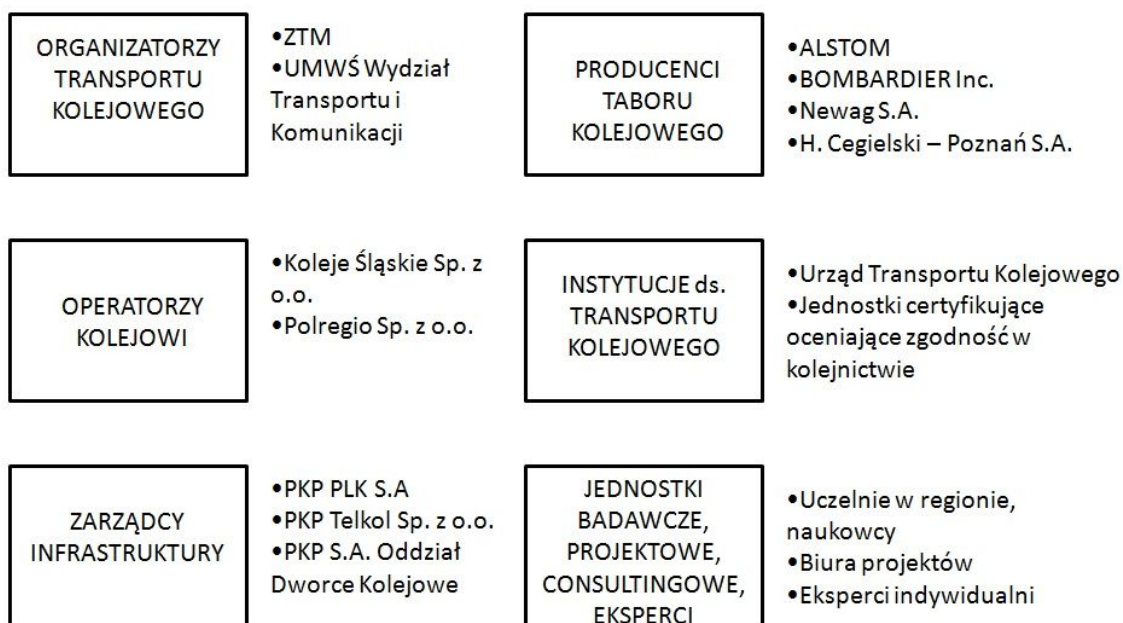 ORGANIZATORZY
TRANSPORTU
KOLEJOWEGO
•ZTM
•UMWŚ Wydział
Transportu i
Komunikacji
PRODUCENCI
TABORU
KOLEJOWEGO
•ALSTOM
•BOMBARDIER Inc.
•Newag S.A.
•H. Cegielski – Poznań S.A.
OPERATORZY
KOLEJOWI
•Koleje Śląskie Sp. z
o.o.
•Polregio Sp. z o.o.
INSTYTUCJE ds.
TRANSPORTU
KOLEJOWEGO
•Urząd Transportu Kolejowego
•Jednostki certyfikujące
oceniające zgodność w
kolejnictwie
ZARZĄDCY
INFRASTRUKTURY
•PKP PLK S.A
•PKP Telkol Sp. z o.o.
•PKP S.A. Oddział
Dworce Kolejowe
JEDNOSTKI
BADAWCZE,
PROJEKTOWE,
CONSULTINGOWE,
EKSPERCI
•Uczelnie w regionie,
naukowcy
•Biura projektów
•Eksperci indywidualni